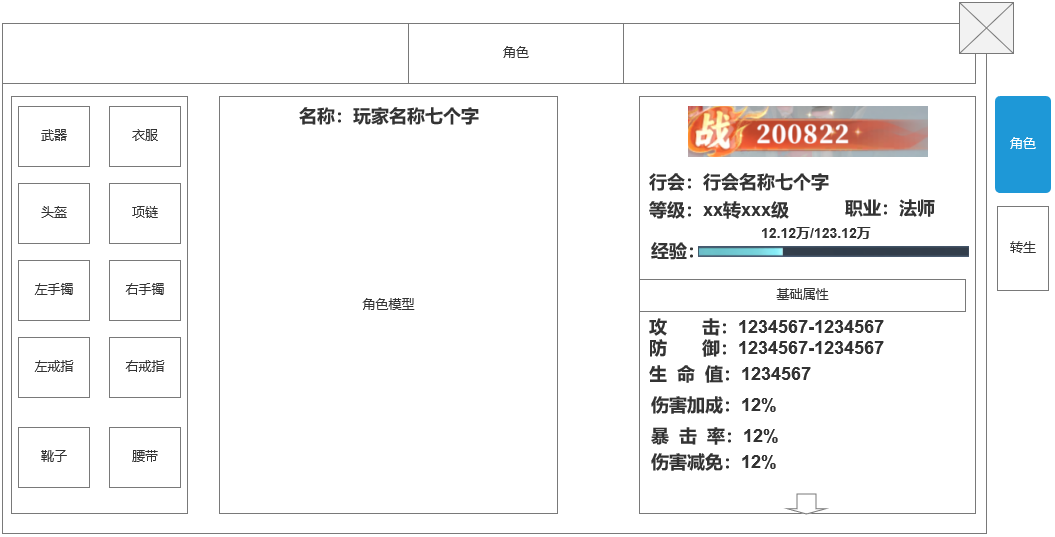 角色
武器
衣服
头盔
项链
左手镯
右手镯
左戒指
右戒指
靴子
腰带
名称：玩家名称七个字
角色模型
战 200822
行会：行会名称七个字
等级：xx转xxx级
职业：法师
12.12万/123.12万
经验：
基础属性
攻 击：1234567-1234567
防 御：1234567-1234567
生 命 值：1234567
伤害加成：12%
暴 击 率：12%
伤害减免：12%
角色
转生